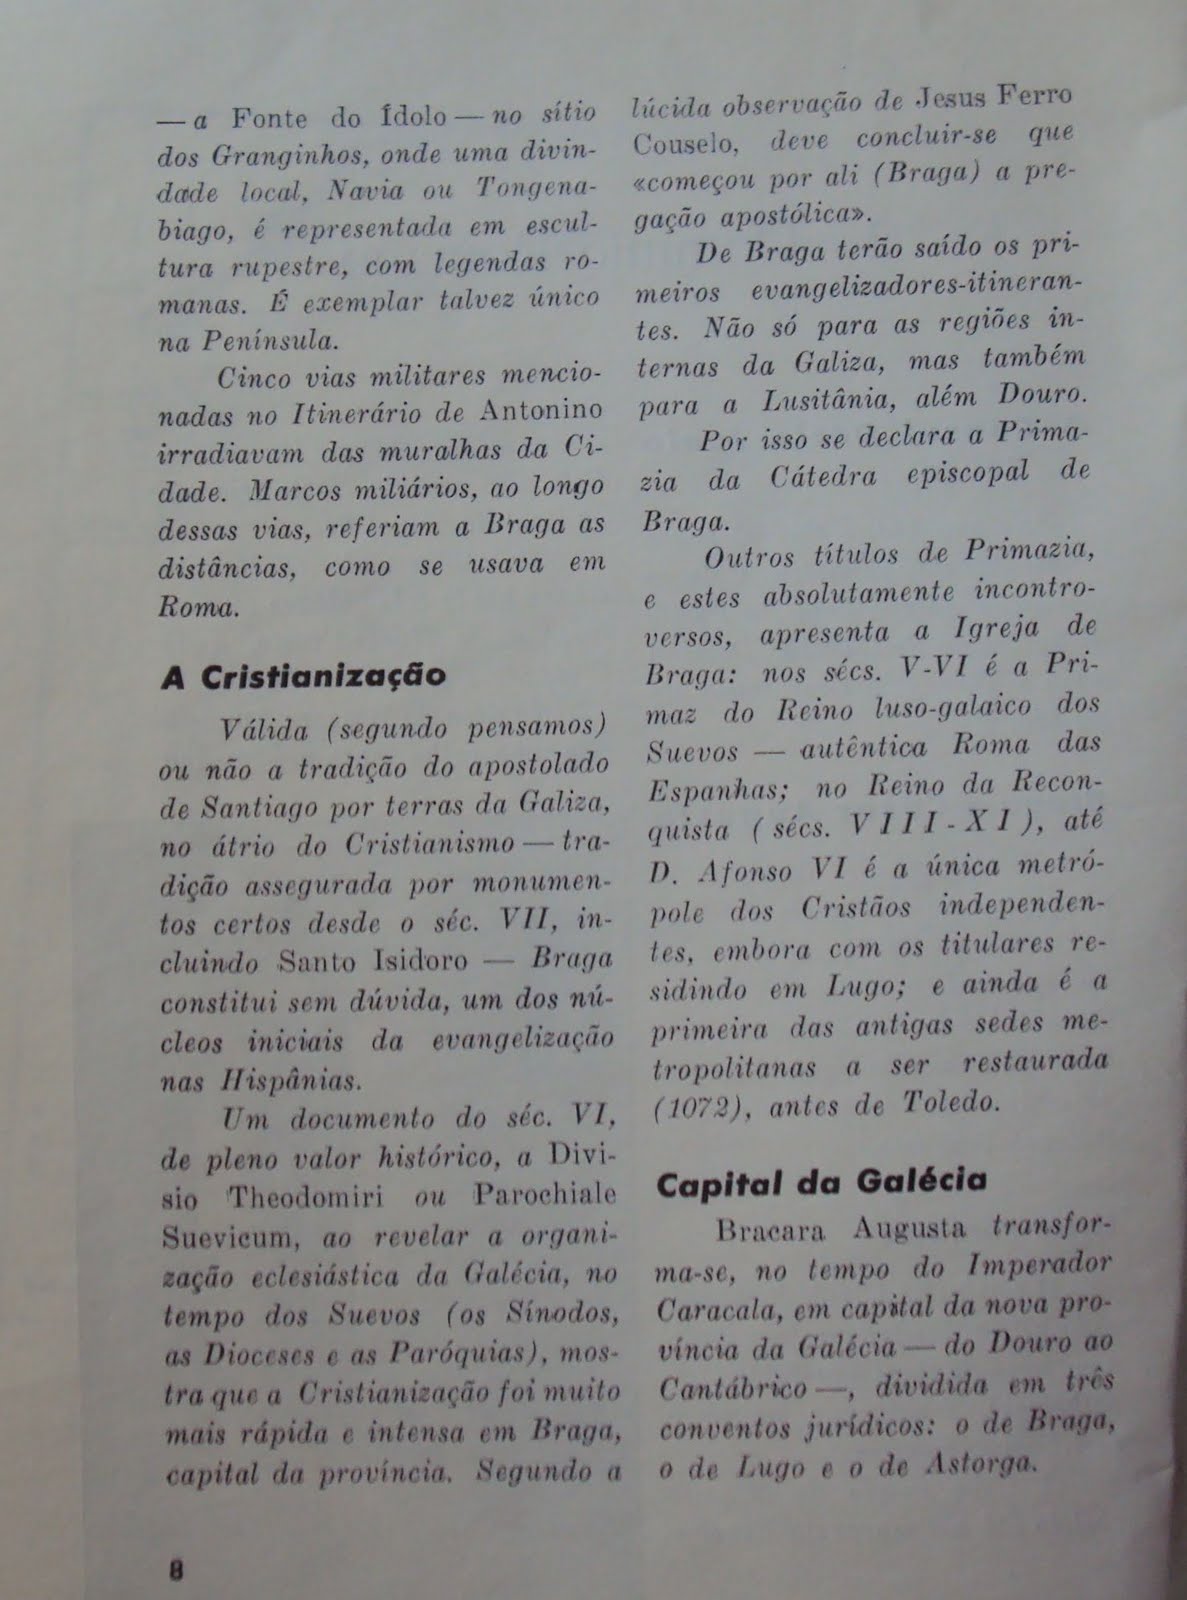 — a Fonte do Ídolo — no sítio
dos Granginhos, onde uma divin-
dade local, Navia ou Tongena-
biago, é representada em escul-
tura rupestre, com legendas ro-
manas. É exemplar talvez único
na Península.
Cinco vias militares mencio-
nadas no Itinerário de Antonino
irradiavam das muralhas da Ci-
dade. Marcos miliários, ao longo
dessas vias, referiam a Braga as
distâncias, como se usava em
Roma.
A Cristianização
Válida (segundo pensamos)
ou não a tradição do apostolado
de Santiago por terras da Galiza,
no átrio do Cristianismo — tra-
dição assegurada por monumen-
tos certos desde o séc. VII, in-
cluindo Santo Isidoro — Braga
constitui sem dúvida, um dos nú-
cleos iniciais da evangelização
nas Hispânias.
Um documento do séc. VI,
de pleno valor histórico, a Divi-
sio Theodomiri ou Parochiale
Suevicum, ao revelar a organi-
zação eclesiástica da Galécia, no
tempo dos Suevos (os Sínodos,
as Dioceses e as Paróquias), mos-
tra que a Cristianização foi muito
mais rápida e intensa em Braga,
capital da província. Segundo a
lúcida observação de Jesus Ferro
Couselo, deve concluir-se que
«começou por ali (Braga) a pre-
gação apostólica».
De Braga terão saído os pri-
meiros evangelizadores-itineran-
tes. Não só para as regiões in-
ternas da Galiza, mas também
para a Lusitânia, além Douro.
Por isso se declara a Prima-
zia da Cátedra episcopal de
Braga.
Outros títulos de Primazia,
e estes absolutamente incontro-
versos, apresenta a Igreja de
Braga: nos sécs. V-VI é a Pri-
maz do Reino luso-galaico dos
Suevos — autêntica Roma das
Espanhas; no Reino da Recon-
quista (sécs. VIII-XI), até
D. Afonso VI é a única metró-
pole dos Cristãos independen-
tes, embora com os titulares re-
sidindo em Lugo; e ainda é a
primeira das antigas sedes me-
tropolitanas a ser restaurada
(1072), antes de Toledo.
Capital da Galécia
Bracara Augusta transfor-
ma-se, no tempo do Imperador
Caracala, em capital da nova pro-
víncia da Galécia — do Douro ao
Cantábrico —, dividida em três
conventos jurídicos: o de Braga,
o de Lugo e o de Astorga.
8